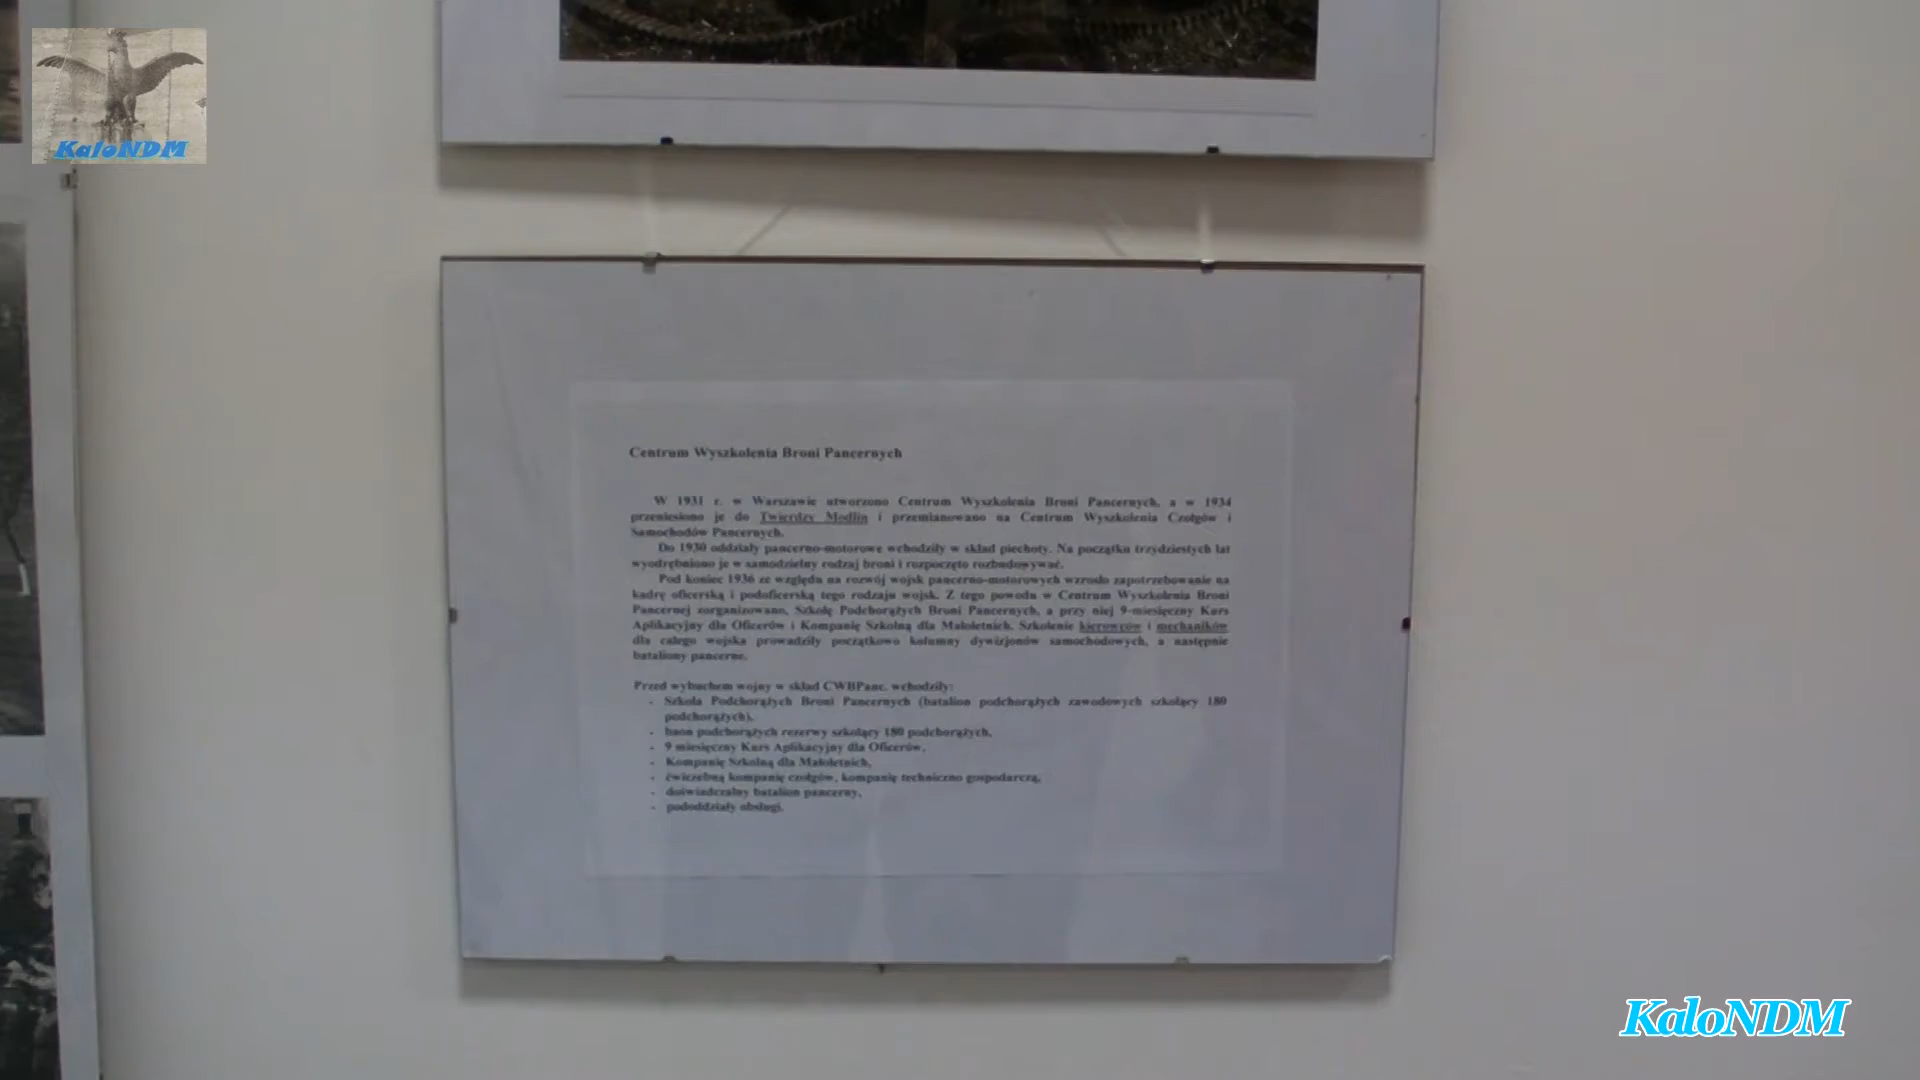 KaloNDM
Centrum Wyszkolenia Broni Pancernych
W 1931 r. w Warszawie utworzono Centrum Wyszkolenia Broni Pancernych, a w 1934
przeniesiono je do Twierdzy Modlin i przemianowano na Centrum Wyszkolenia Czołgów i
Samochodów Pancernych.
Do 1930 oddziały pancerno-motorowe wchodziły w skład piechoty. Na początku trzydziestych lat
wyodrębniono je w samodzielny rodzaj broni i rozpoczęto rozbudowywać.
Pod koniec 1936 ze względu na rozwój wojsk pancerno-motorowych wzrosło zapotrzebowanie na
kadrę oficerską i podoficerską tego rodzaju wojsk. Z tego powodu w Centrum Wyszkolenia Broni
Pancernej zorganizowano, Szkołę Podchorążych Broni Pancernych, a przy niej 9-miesięczny Kurs
Aplikacyjny dla Oficerów i Kompanię Szkolną dla Małoletnich. Szkolenie kierowców i mechaników
dla całego wojska prowadziły początkowo kolumny dywizjonów samochodowych, a następnie
bataliony pancerne.
Przed wybuchem wojny w skład CWBPanc. wchodziły:
- Szkoła Podchorążych Broni Pancernych (batalion podchorążych zawodowych szkolący 180
podchorążych),
- baon podchorążych rezerwy szkolący 180 podchorążych,
- 9 miesięczny Kurs Aplikacyjny dla Oficerów,
- Kompanię Szkolną dla Małoletnich,
- ćwiczebną kompanię czołgów, kompanię techniczno gospodarczą,
- doświadczalny batalion pancerny,
- pododdziały obsługi.
KaloNDM